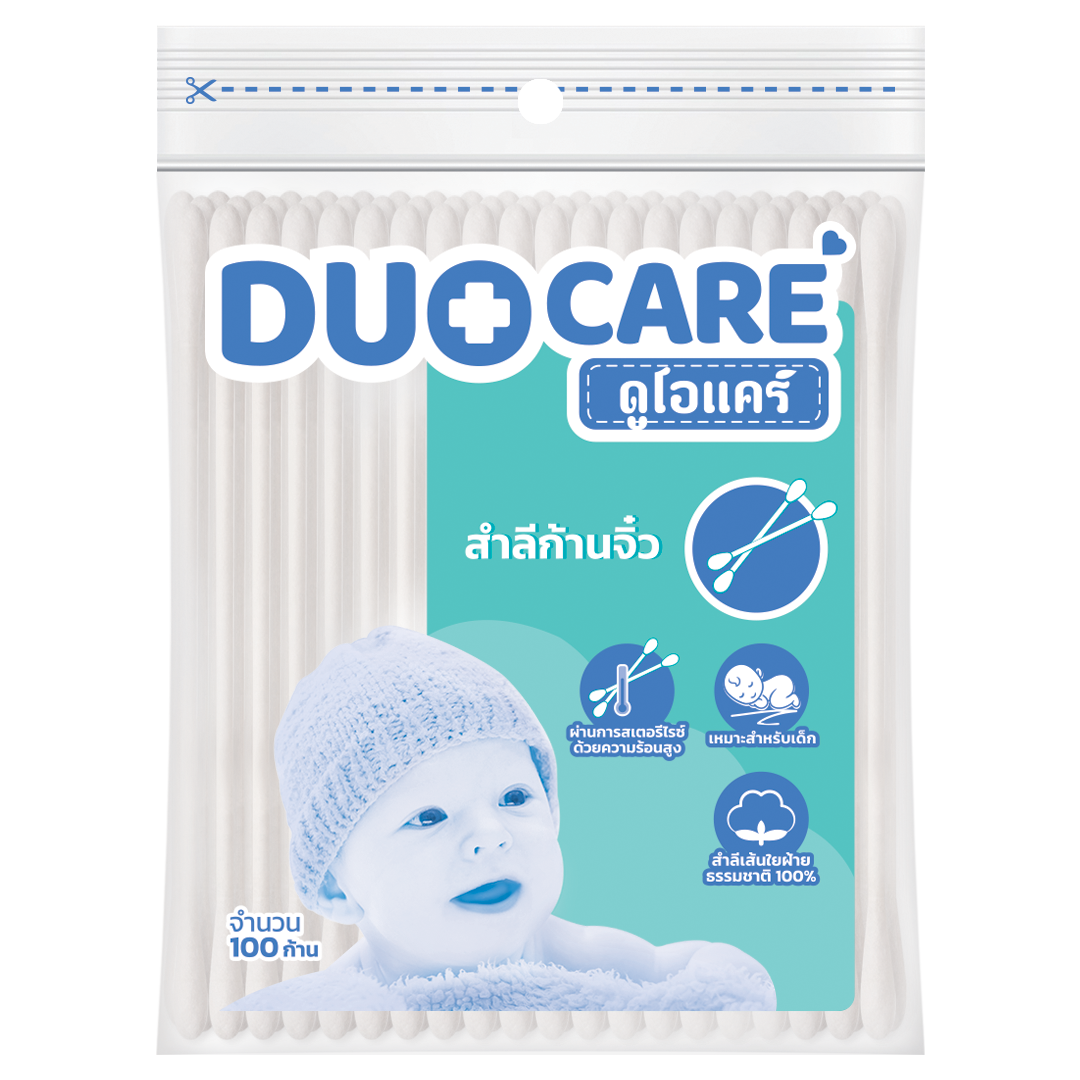 DUOCARE
ดูโอแคร์
สำลีก้านจิ๋ว
ผ่านการสเตอรีไรซ์
ด้วยความร้อนสูง
เหมาะสำหรับเด็ก
สำลีเส้นใยฝ้าย
ธรรมชาติ 100%
จำนวน
100 ก้าน